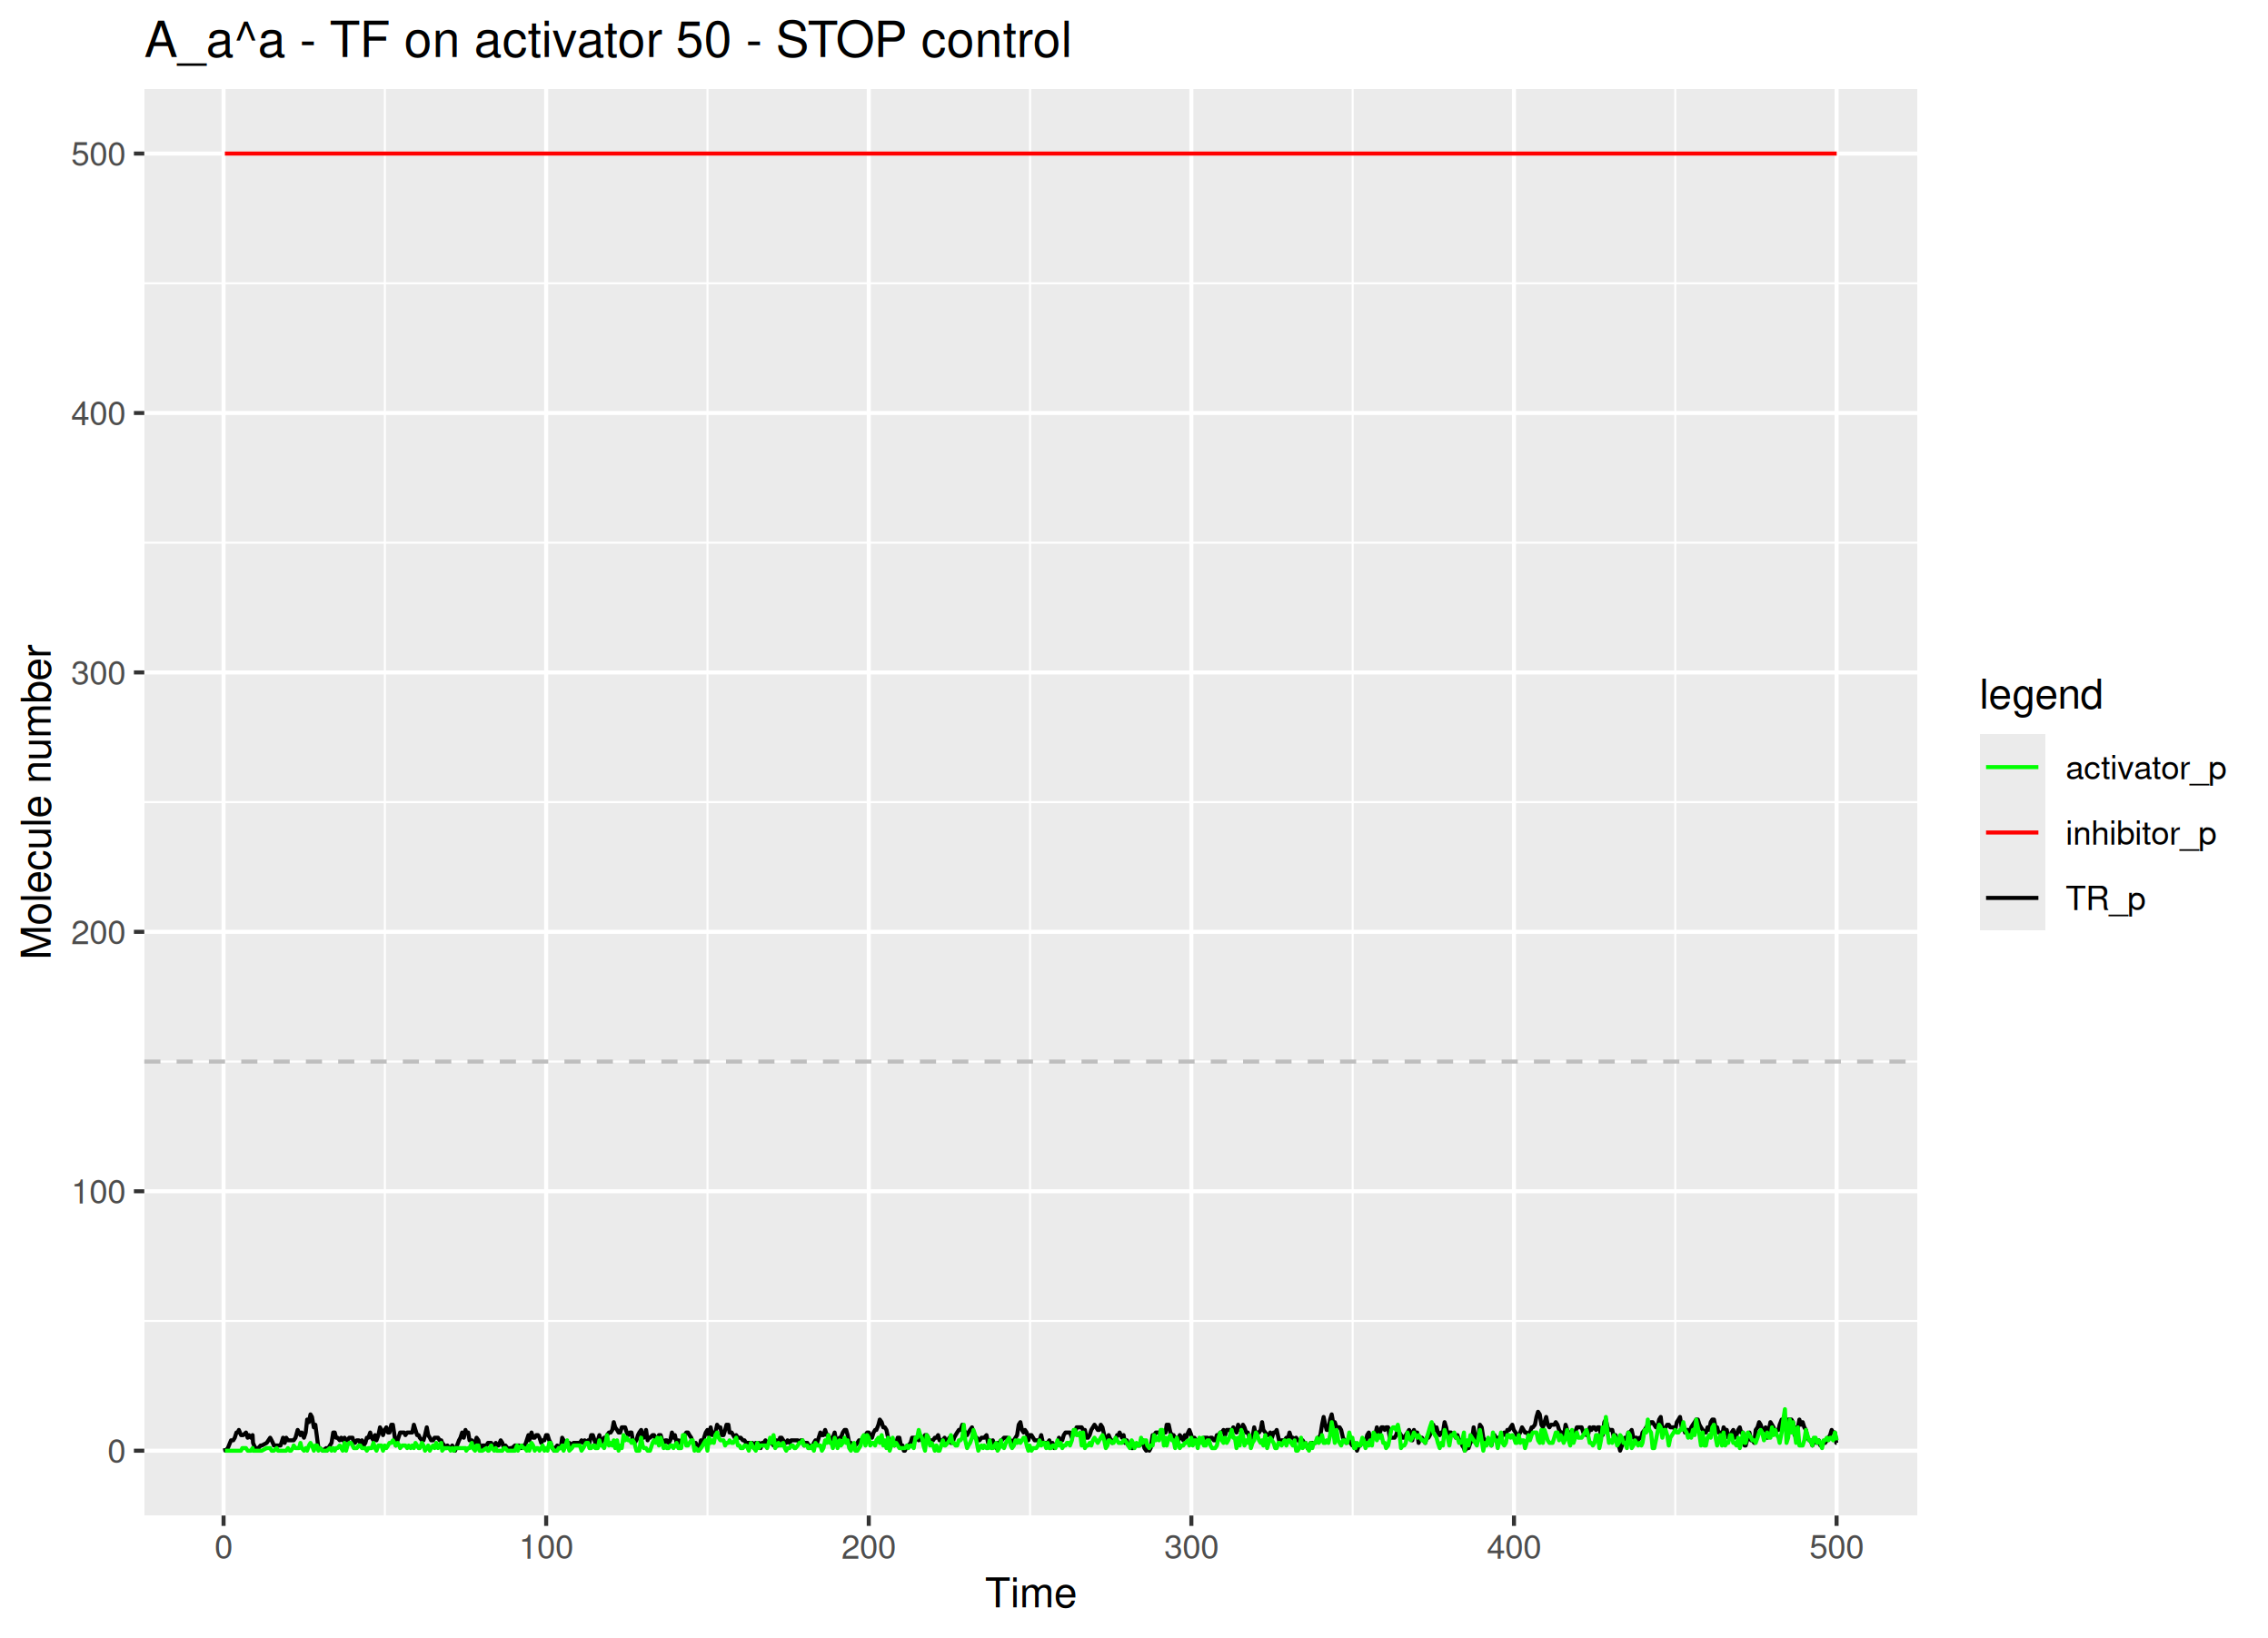 A_a^a - TF on activator 50 - STOP control
500
400
300
200
100
0
Molecule number
0 100 200 300 400 500
Time
legend
activator_p
inhibitor_p
TR_p